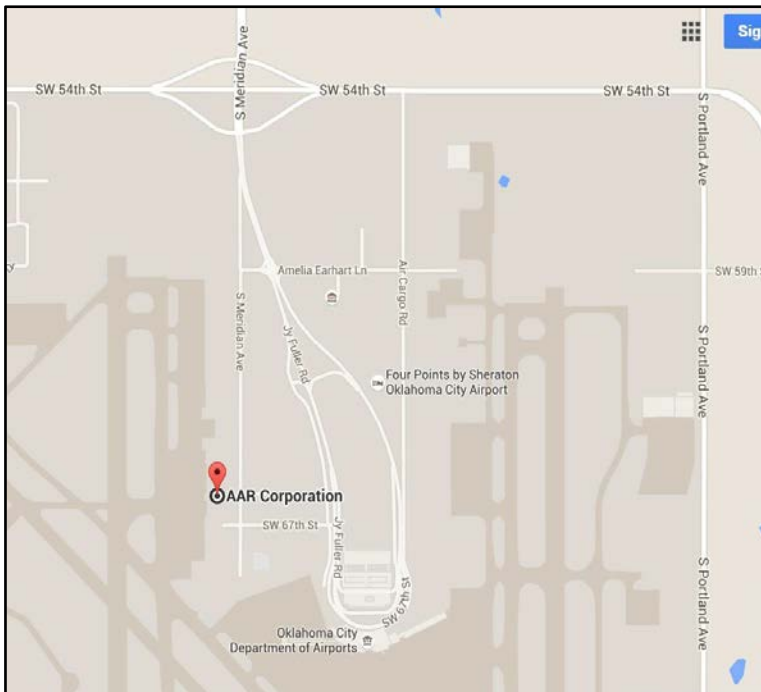 Sig
S Meridian Ave
SW 54th St
SW 54th St
SW 54th St
S Portland Ave
Amelia Earhart Ln
Air Cargo Rd
SW 59th S
S Meridian Ave
Jy Fuller Rd
S Portland Ave
Four Points by Sheraton
Oklahoma City Airport
AAR Corporation
SW 67th St
Jy Fuller Rd
SW 67th St
S Portland Ave
Oklahoma City
Department of Airports